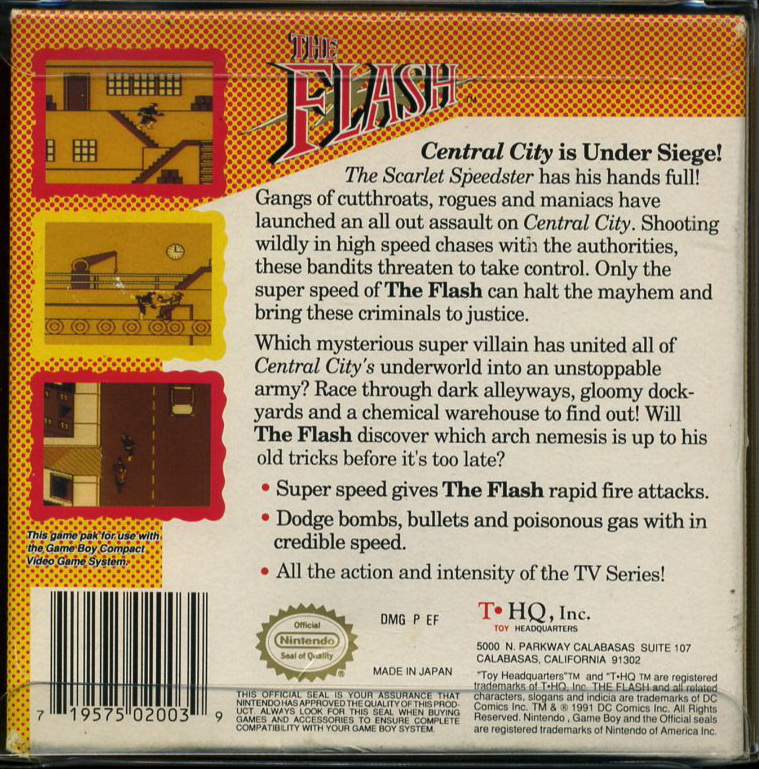 THE
FLASH™
Central City is Under Siege!
The Scarlet Speedster has his hands full!
Gangs of cutthroats, rogues and maniacs have
launched an all out assault on Central City. Shooting
wildly in high speed chases with the authorities,
these bandits threaten to take control. Only the
super speed of The Flash can halt the mayhem and
bring these criminals to justice.
Which mysterious super villain has united all of
Central City's underworld into an unstoppable
army? Race through dark alleyways, gloomy dock-
yards and a chemical warehouse to find out! Will
The Flash discover which arch nemesis is up to his
old tricks before it's too late?
• Super speed gives The Flash rapid fire attacks.
• Dodge bombs, bullets and poisonous gas with in
credible speed.
• All the action and intensity of the TV Series!
This game pak for use with
the Game Boy Compact
Video Game System.
7 19575 02003 9
Official
Nintendo
Seal of Quality
®
DMG P EF
MADE IN JAPAN
THIS OFFICIAL SEAL IS YOUR ASSURANCE THAT
NINTENDO HAS APPROVED THE QUALITY OF THIS PROD-
UCT. ALWAYS LOOK FOR THIS SEAL WHEN BUYING
GAMES AND ACCESSORIES TO ENSURE COMPLETE
COMPATIBILITY WITH YOUR GAME BOY SYSTEM.
T•HQ, Inc.
TOY HEADQUARTERS
5000 N. PARKWAY CALABASAS SUITE 107
CALABASAS, CALIFORNIA 91302
"Toy Headquarters"TM and "T•HQ TM are registered
trademarks of T•HQ, Inc. THE FLASH and all related
characters, slogans and indicia are trademarks of DC
Comics Inc. TM & ® 1991 DC Comics Inc. All Rights
Reserved. Nintendo, Game Boy and the Official seals
are registered trademarks of Nintendo of America Inc.